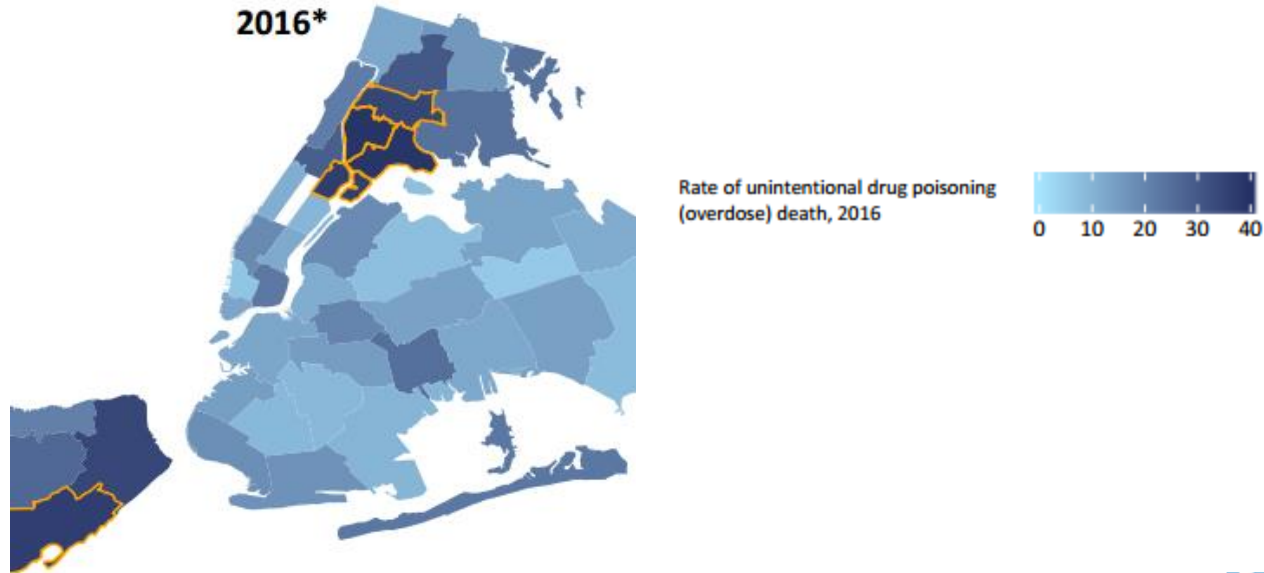 2016*
Rate of unintentional drug poisoning
(overdose) death, 2016
0 10 20 30 40